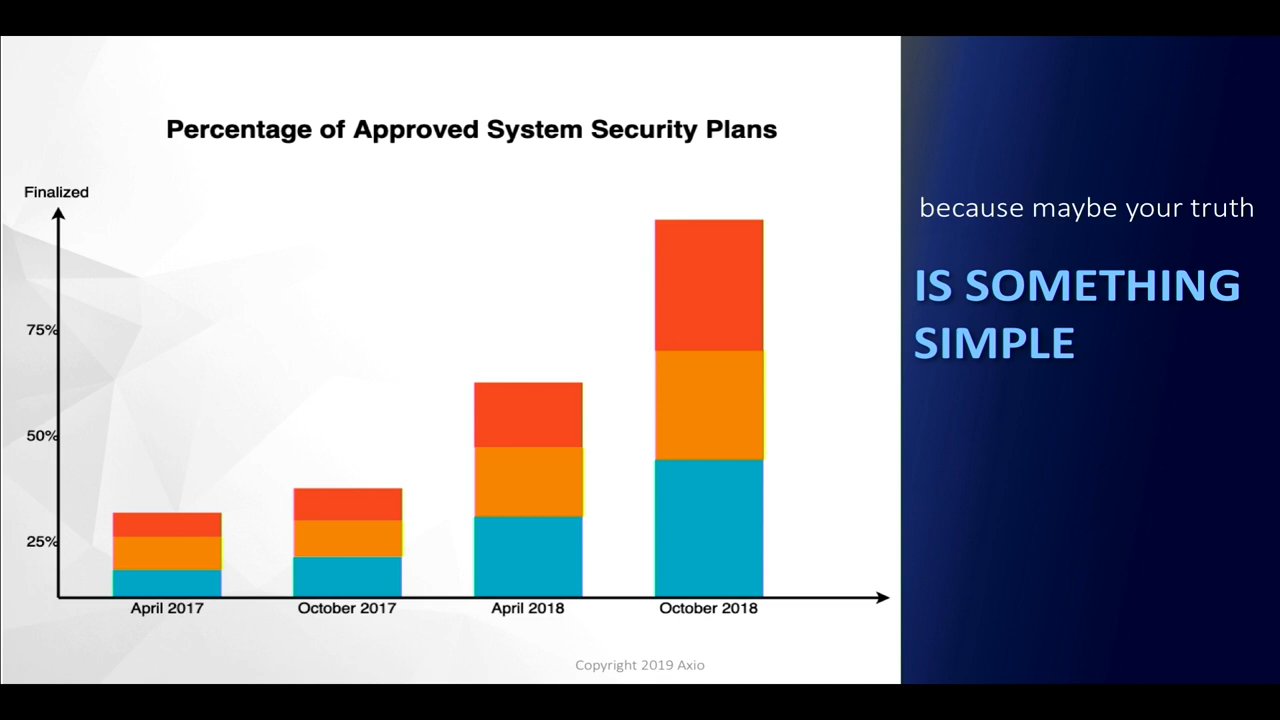 Percentage of Approved System Security Plans
Finalized
75%
50%
25%
April 2017
October 2017
April 2018
October 2018
Copyright 2019 Axio
because maybe your truth
IS SOMETHING
SIMPLE